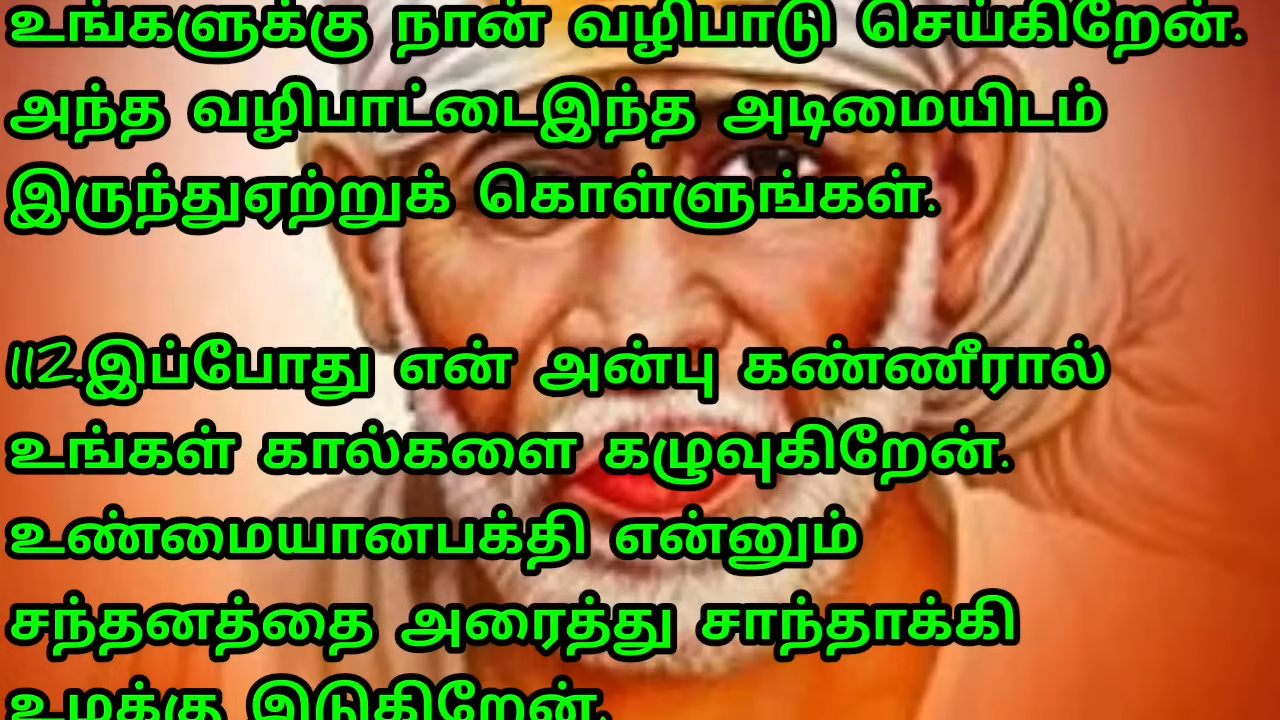 உங்களுக்கு நான் வழிபாடு செய்கிறேன்.
அந்த வழிபாட்டைஇந்த அடிமையிடம்
இருந்துஏற்றுக் கொள்ளுங்கள்.
112.இப்போது என் அன்பு கண்ணீரால்
உங்கள் கால்களை கழுவுகிறேன்.
உண்மையானபக்தி என்னும்
சந்தனத்தை அரைத்து சாந்தாக்கி
உமக்கு இடுகிறேன்.